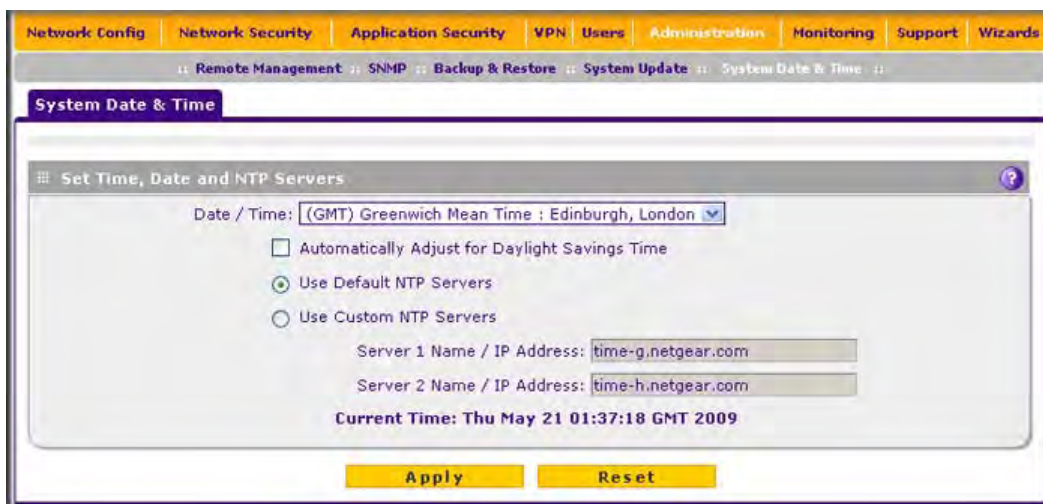 Network Config Network Security Application Security VPN Users Administration Monitoring Support Wizards
:: Remote Management :: SNMP :: Backup & Restore :: System Update :: System Date & Time ::
System Date & Time
Set Time, Date and NTP Servers ?
Date / Time: (GMT) Greenwich Mean Time : Edinburgh, London
Automatically Adjust for Daylight Savings Time
Use Default NTP Servers
Use Custom NTP Servers
Server 1 Name / IP Address: time-g.netgear.com
Server 2 Name / IP Address: time-h.netgear.com
Current Time: Thu May 21 01:37:18 GMT 2009
Apply Reset